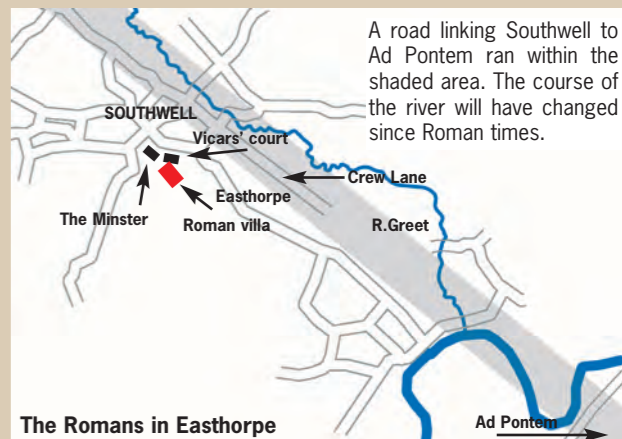 A road linking Southwell to
Ad Pontem ran within the
shaded area. The course of
the river will have changed
since Roman times.
SOUTHWELL
Vicars' court
Crew Lane
Easthorpe
The Minster
Roman villa
R.Greet
The Romans in Easthorpe
Ad Pontem